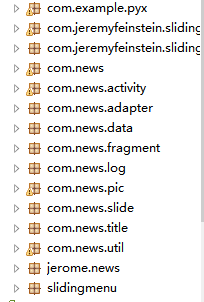 com.example.pyx
com.jeremyfeinstein.sliding
com.jeremyfeinstein.sliding
com.news
com.news.activity
com.news.adapter
com.news.data
com.news.fragment
com.news.log
com.news.pic
com.news.slide
com.news.title
com.news.util
jerome.news
slidingmenu